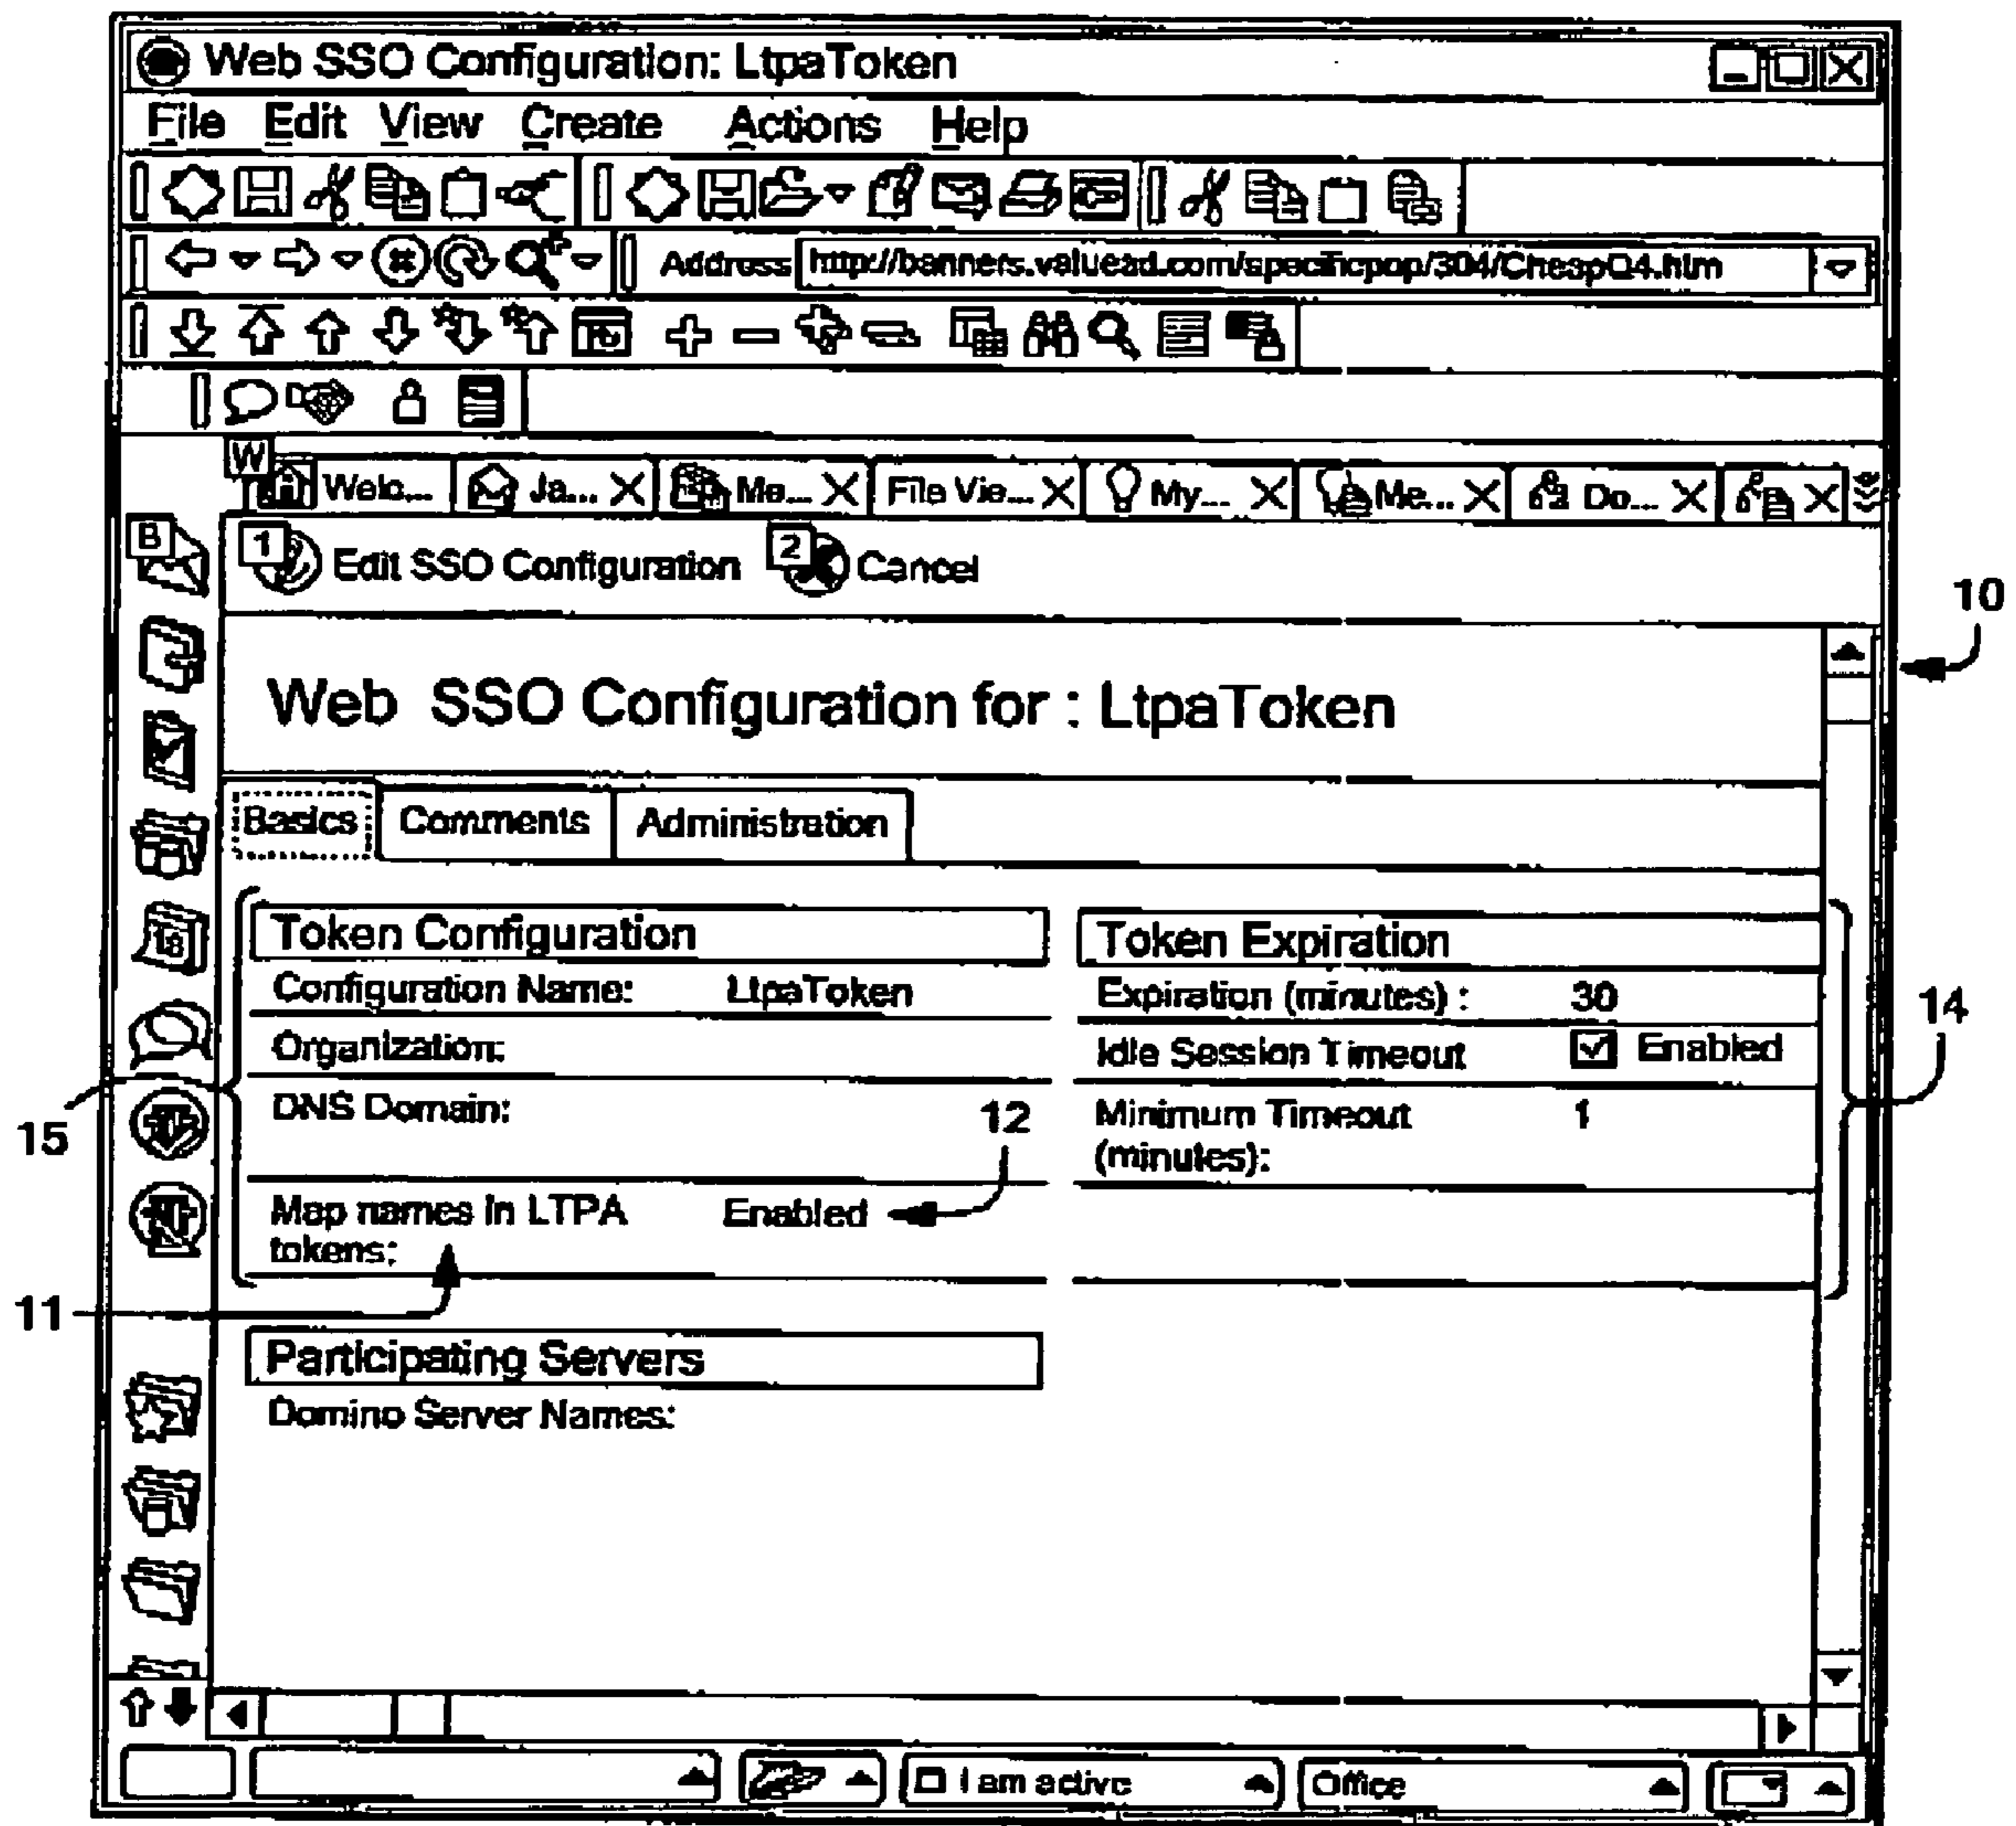 Web SSO Configuration: LtpaToken
File Edit View Create Actions Help
Address http://banners.valuead.com/specificpop/304/CheapQ4.htm
W
Welc... Ja... Me... File Vie... My... Me... Do...
B
1 Edit SSO Configuration 2 Cancel
10
Web SSO Configuration for : LtpaToken
Basics Comments Administration
16
Token Configuration Token Expiration
Configuration Name: LtpaToken Expiration (minutes) : 30
14
Organization: Idle Session Timeout Enabled
DNS Domain: 12 Minimum Timeout (minutes): 1
15
Map names in LTPA tokens: Enabled
11
Participating Servers
Domino Server Names:
I am active Office